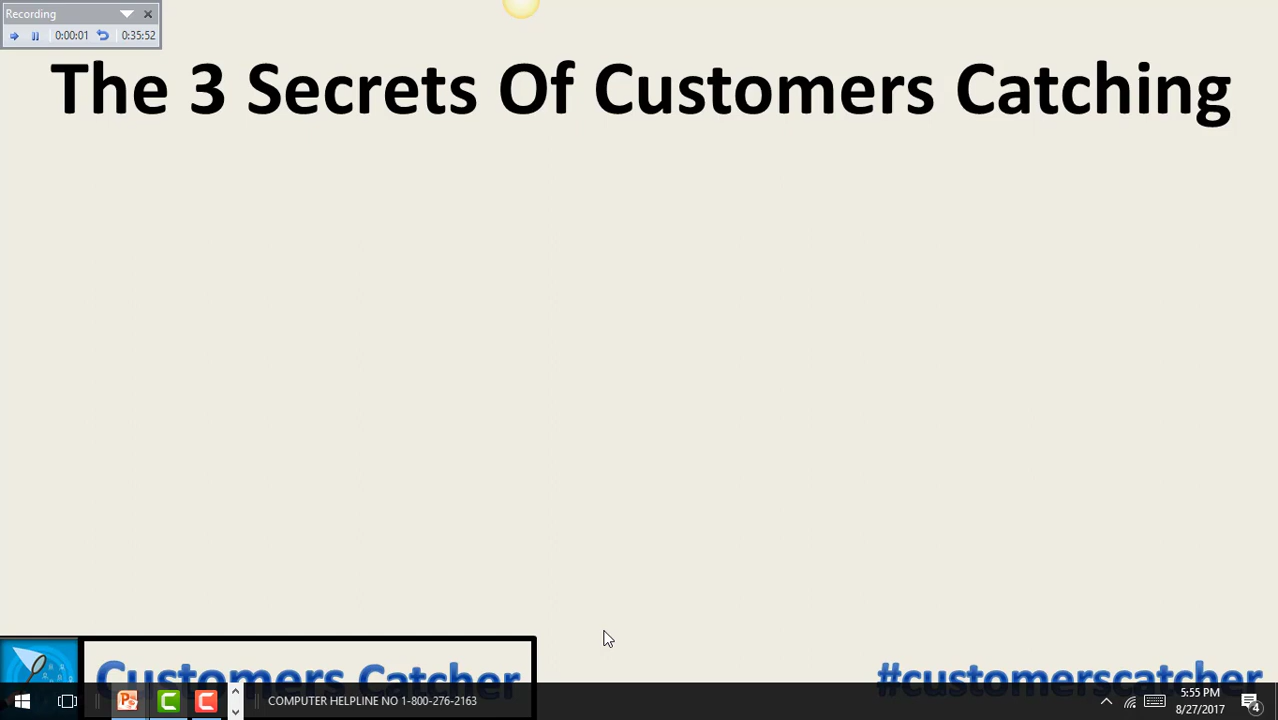 Recording
0:00:01 0:35:52
The 3 Secrets Of Customers Catching
Customers Catcher
#customerscatcher
COMPUTER HELPLINE NO 1-800-276-2163
5:55 PM
8/27/2017
4